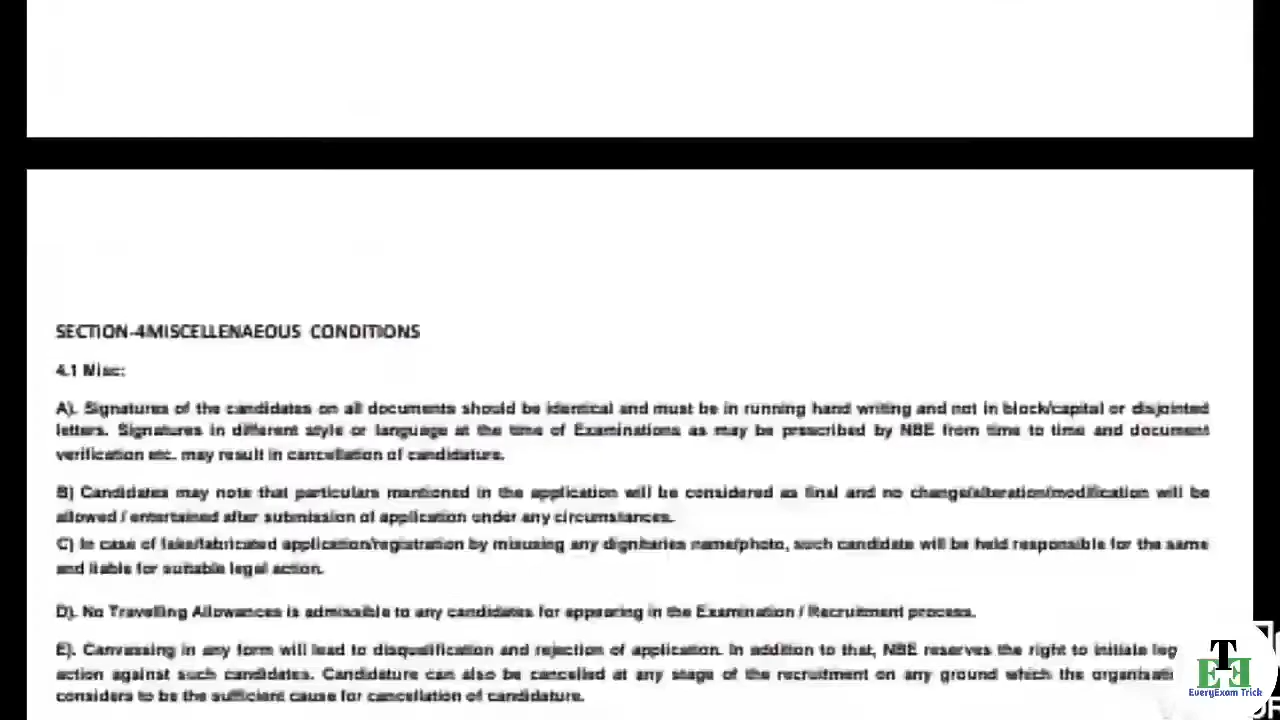 SECTION-4MISCELLENAEOUS CONDITIONS
4.1 Misc:
A). Signatures of the candidates on all documents should be identical and must be in running hand writing and not in block/capital or disjointed
letters. Signatures in different style or language at the time of Examinations as may be prescribed by NBE from time to time and document
verification etc. may result in cancellation of candidature.
B) Candidates may note that particulars mentioned in the application will be considered as final and no change/alteration/modification will be
allowed / entertained after submission of application under any circumstances.
C) In case of fake/fabricated application/registration by misusing any dignitaries name/photo, such candidate will be held responsible for the same
and liable for suitable legal action.
D). No Travelling Allowances is admissible to any candidates for appearing in the Examination / Recruitment process.
E). Canvassing in any form will lead to disqualification and rejection of application. In addition to that, NBE reserves the right to initiate leg
action against such candidates. Candidature can also be cancelled at any stage of the recruitment on any ground which the organisati
considers to be the sufficient cause for cancellation of candidature.
TEE
EveryExam Trick